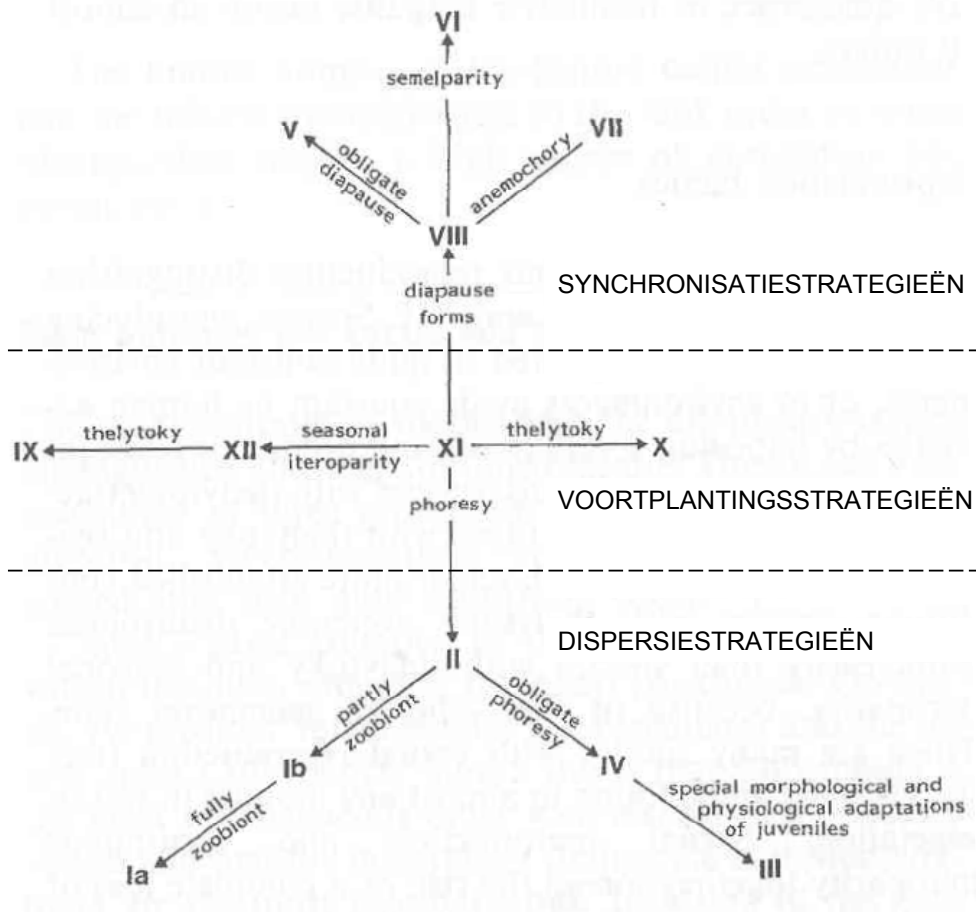 VI
semelparity
V
VII
obligate
diapause
anemochory
VIII
diapause
forms
SYNCHRONISATIESTRATEGIEËN
IX
thelytoky
XII
seasonal
iteroparity
XI
thelytoky
X
phoresy
VOORTPLANTINGSSTRATEGIEËN
DISPERSIESTRATEGIEËN
II
partly
zoobiont
obligate
phoresy
Ib
IV
fully
zoobiont
special morphological and
physiological adaptations
of juveniles
Ia
III